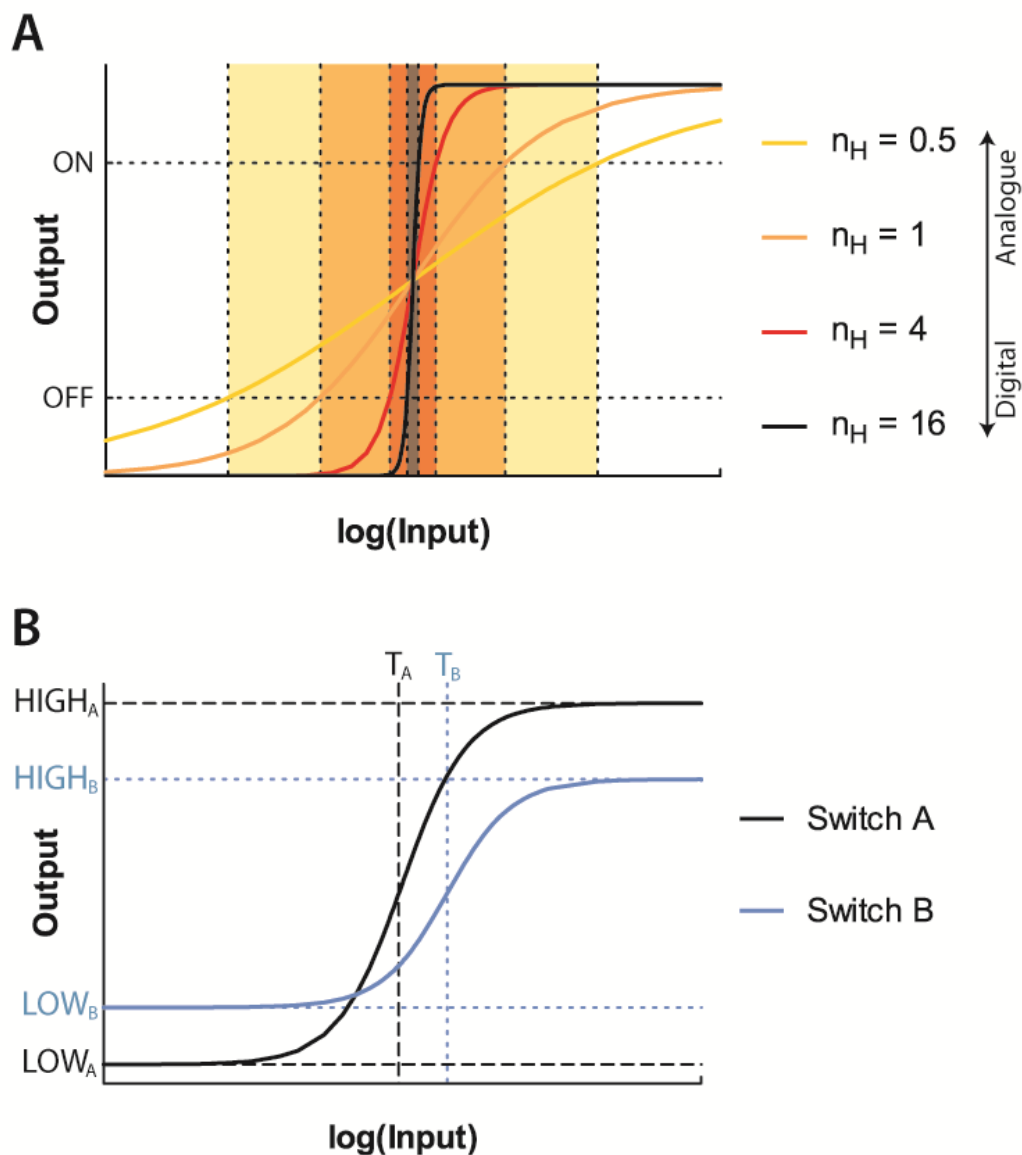 A
ON
OFF
Output
log(Input)
n_H = 0.5
n_H = 1
n_H = 4
n_H = 16
Analogue
Digital
B
T_A
T_B
HIGH_A
HIGH_B
LOW_B
LOW_A
Output
log(Input)
Switch A
Switch B